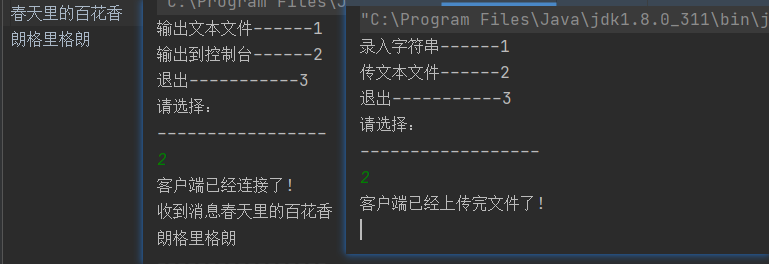 春天里的百花香
朗格里格朗
输出文本文件------1
输出到控制台------2
退出-----------3
请选择：
-----------------
2
客户端已经连接了！
收到消息春天里的百花香
朗格里格朗
"C:\Program Files\Java\jdk1.8.0_311\bin\j
录入字符串------1
传文本文件------2
退出-----------3
请选择：
------------------
2
客户端已经上传完文件了！